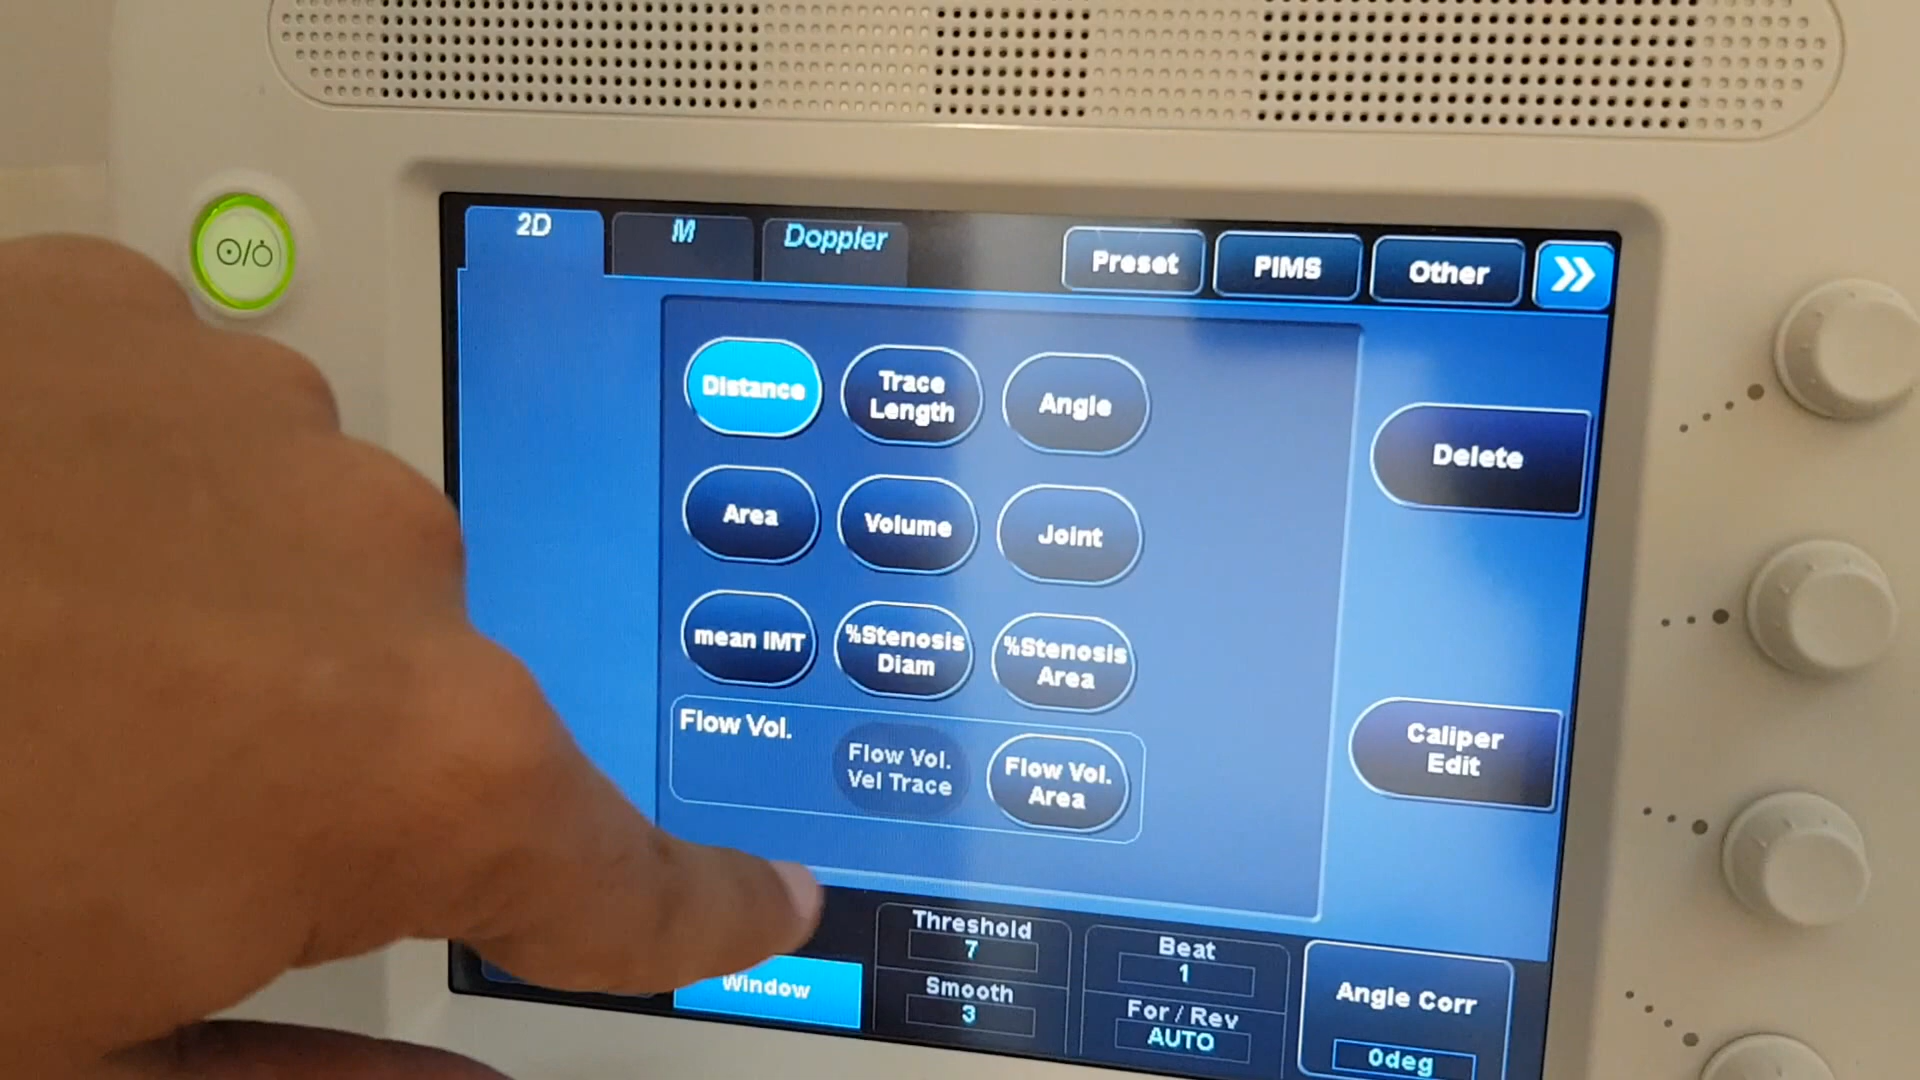 2D
M
Doppler
Preset
PIMS
Other
Distance
Trace
Length
Angle
Delete
Area
Volume
Joint
mean IMT
%Stenosis
Diam
%Stenosis
Area
Flow Vol.
Flow Vol.
Vel Trace
Flow Vol.
Area
Caliper
Edit
Window
Threshold
7
Smooth
3
Beat
1
For / Rev
AUTO
Angle Corr
0deg